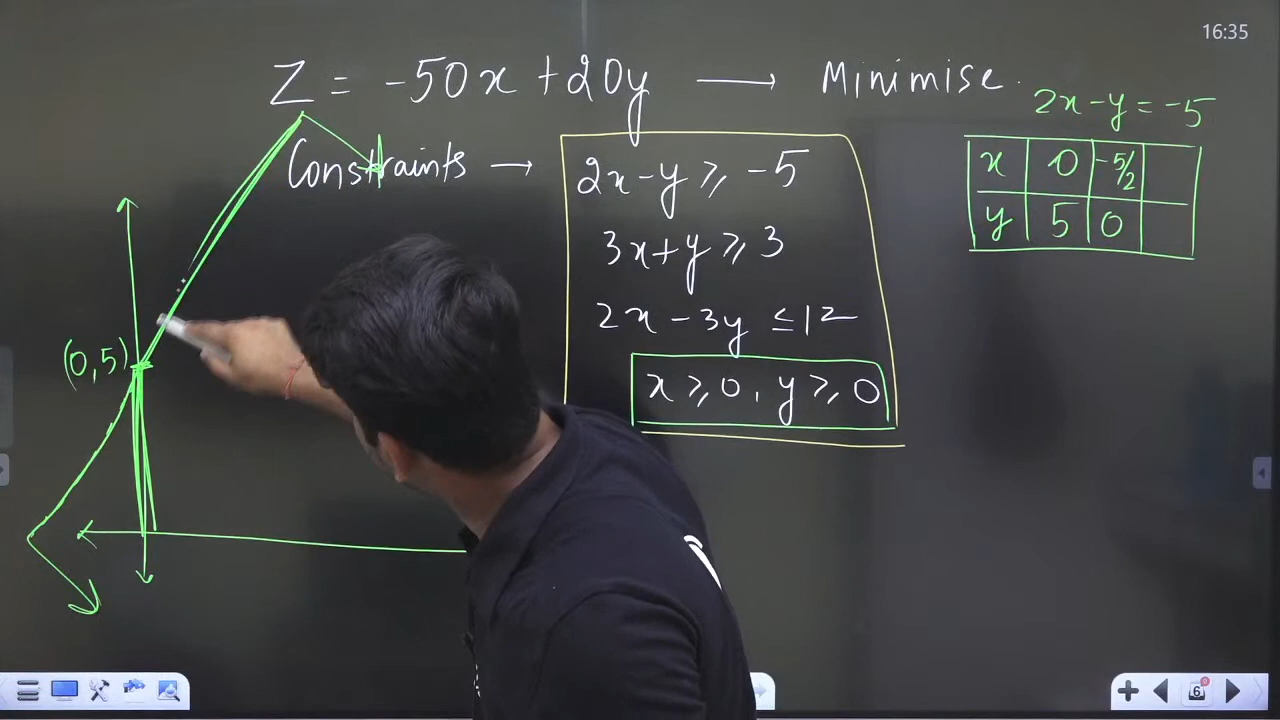 16:35
Z = -50x + 20y → Minimise.
Constraints →
2x - y ⩾ -5
3x + y ⩾ 3
2x - 3y ≤ 12
x ⩾ 0, y ⩾ 0
2x - y = -5
x 0 -5/2
y 5 0
(0,5)
6